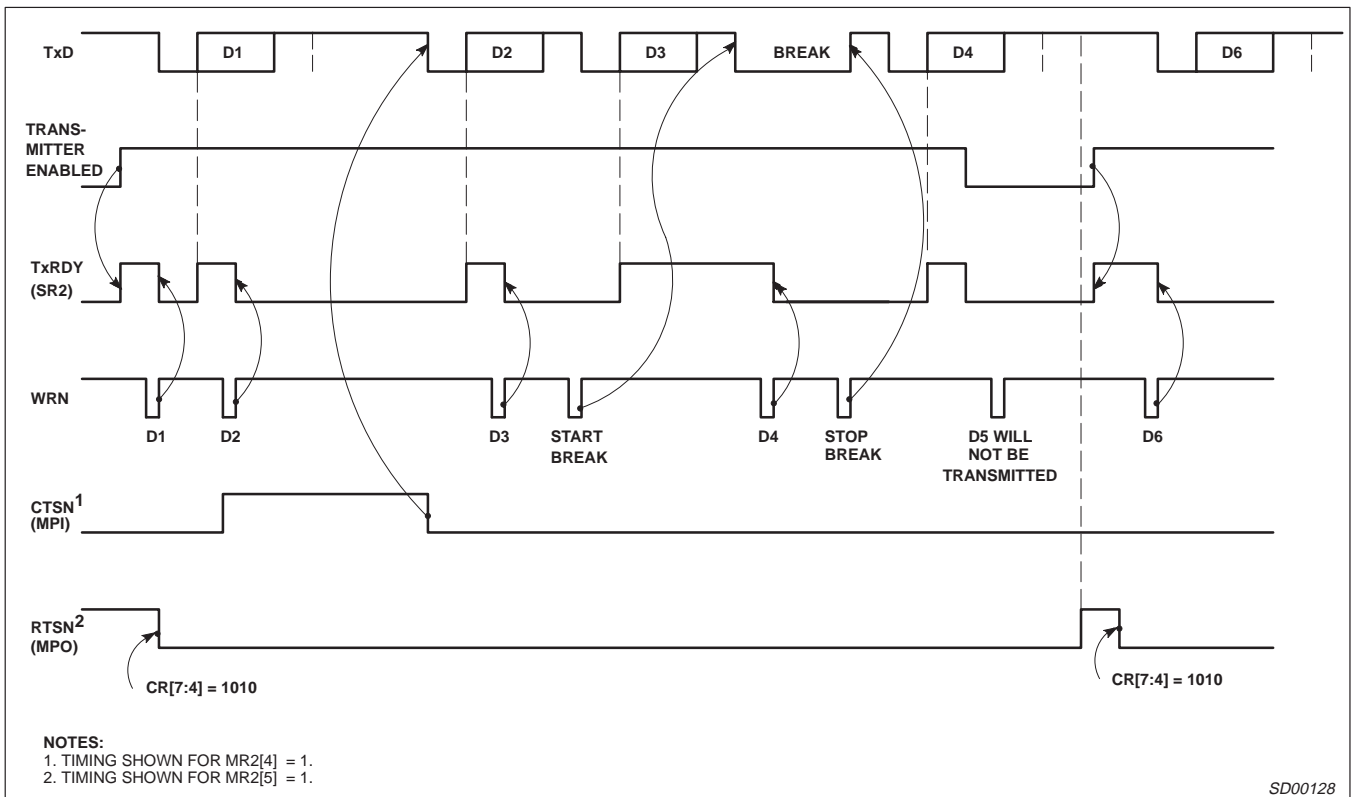 TxD
D1
D2
D3
BREAK
D4
D6
TRANS-
MITTER
ENABLED
TxRDY
(SR2)
WRN
D1
D2
D3
START
BREAK
D4
STOP
BREAK
D5 WILL
NOT BE
TRANSMITTED
D6
CTSN1
(MPI)
RTSN2
(MPO)
CR[7:4] = 1010
CR[7:4] = 1010
NOTES:
1. TIMING SHOWN FOR MR2[4] = 1.
2. TIMING SHOWN FOR MR2[5] = 1.
SD00128